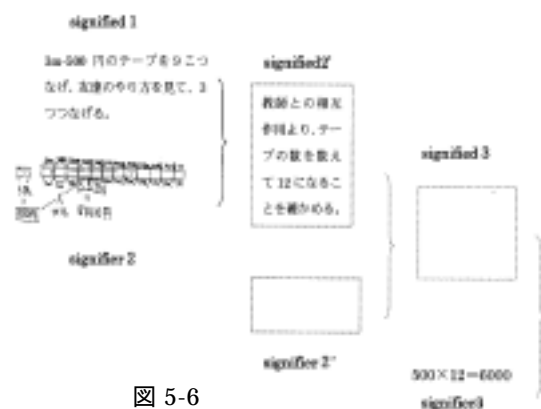 signified 1
3m-500 円のテープを9こつ
なげ、友達のやり方を見て、3
つつなげる。
signifier 2
signified2'
教師との相互
作用より、テー
プの数を数え
て12になるこ
とを確かめる。
signifier 2'
signified 3
500×12=6000
signifier3
図 5-6